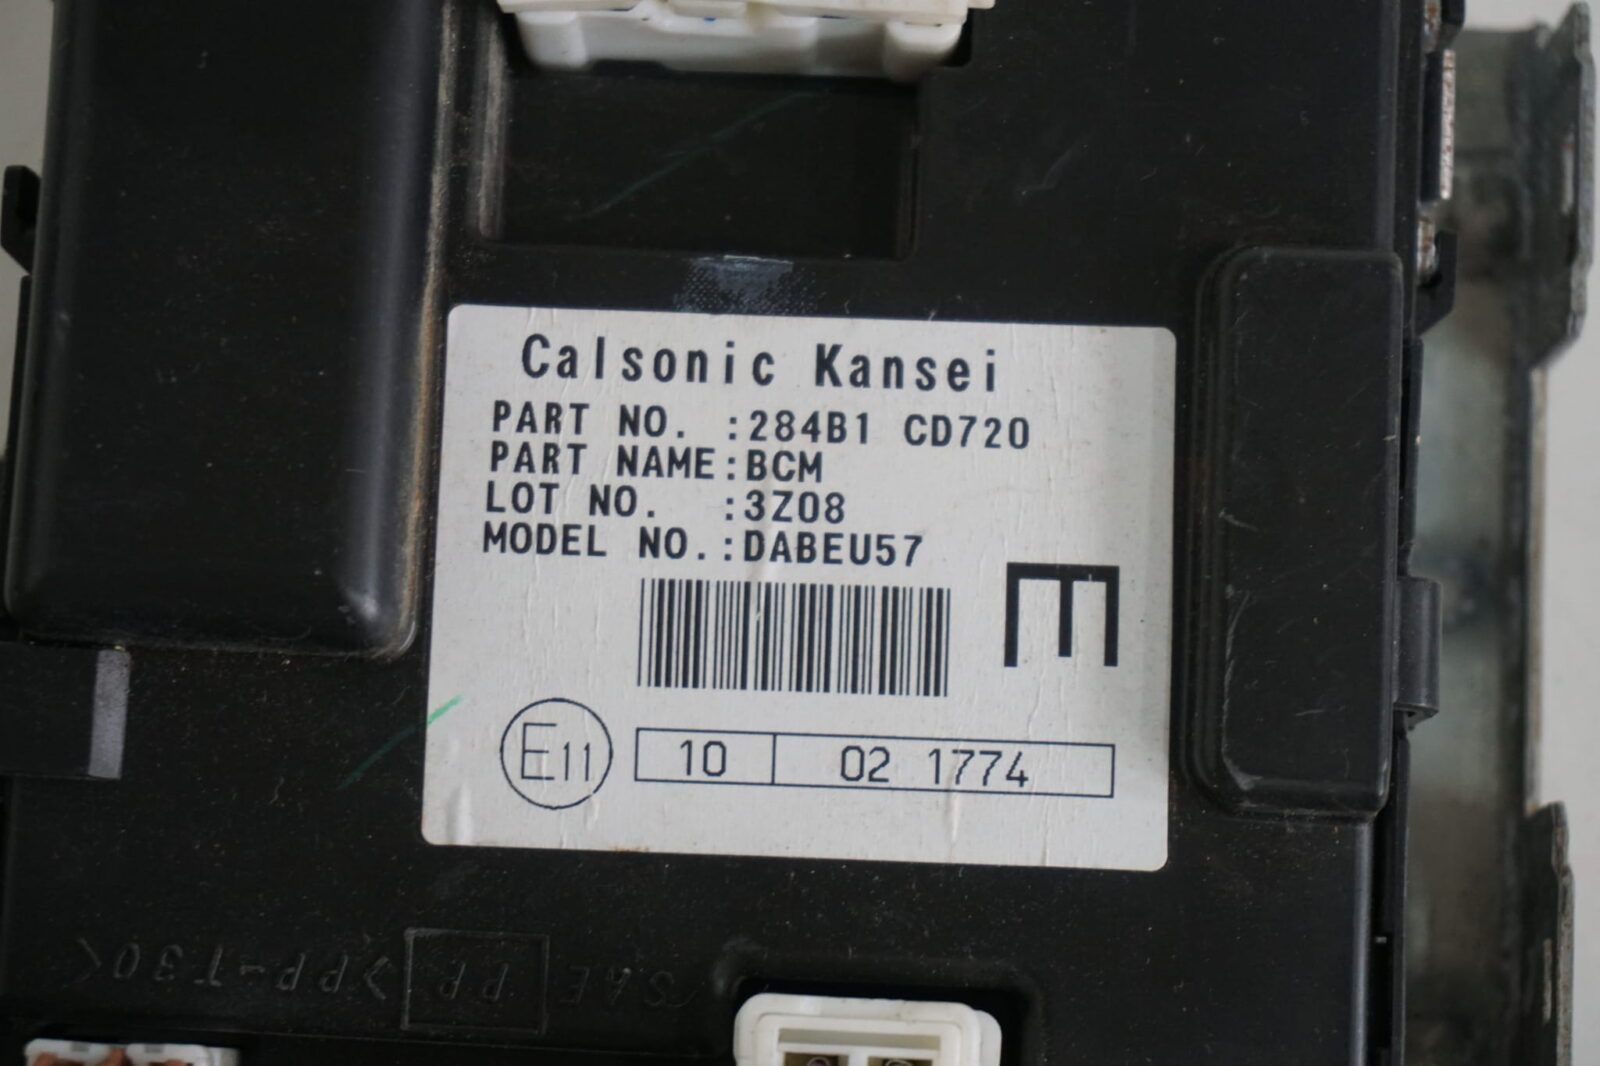 Calsonic Kansei
PART NO. :284B1 CD720
PART NAME:BCM
LOT NO. :3Z08
MODEL NO.:DABEU57
E
E11 10 02 1774
SAE PP >PP-T30<